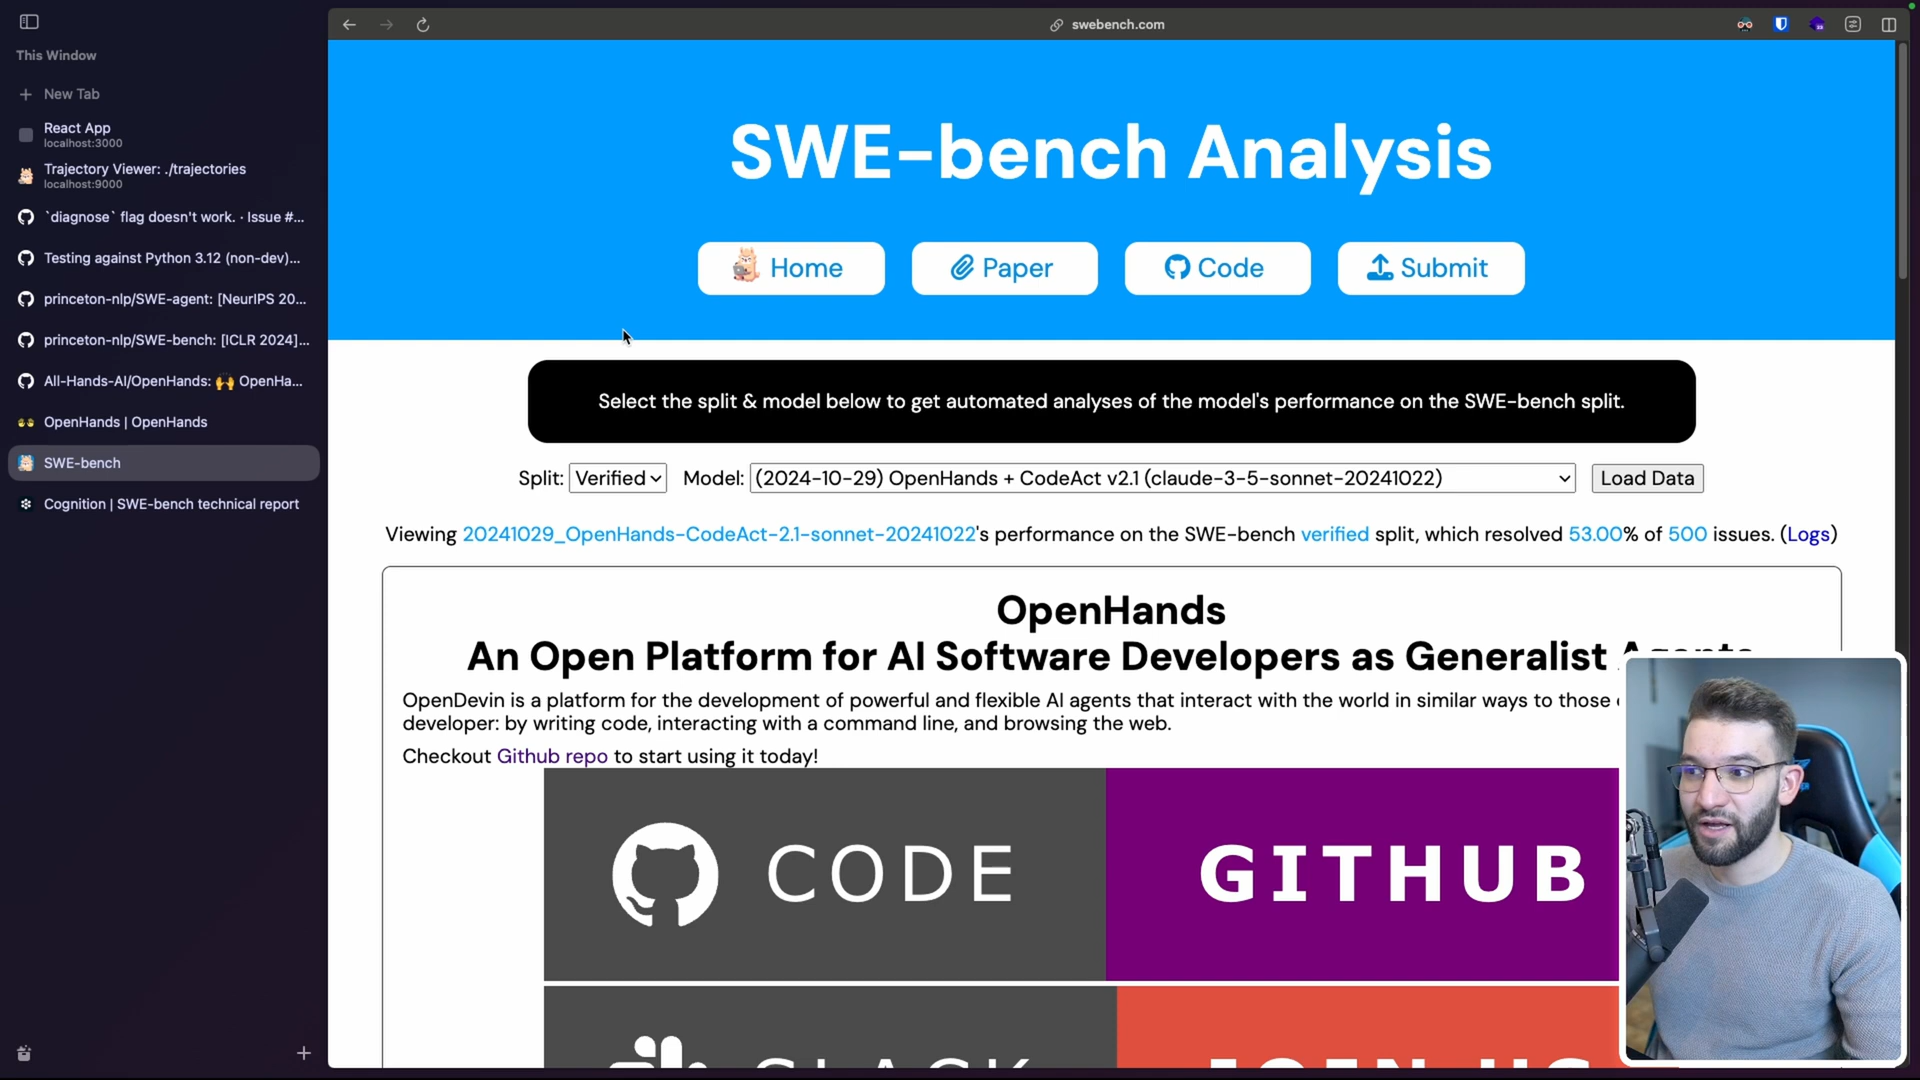 This Window
New Tab
React App
localhost:3000
Trajectory Viewer: ./trajectories
localhost:9000
`diagnose` flag doesn't work. · Issue #...
Testing against Python 3.12 (non-dev)...
princeton-nlp/SWE-agent: [NeurIPS 20...
princeton-nlp/SWE-bench: [ICLR 2024]...
All-Hands-AI/OpenHands: 🙌 OpenHa...
OpenHands | OpenHands
SWE-bench
Cognition | SWE-bench technical report
swebench.com
SWE-bench Analysis
Home
Paper
Code
Submit
Select the split & model below to get automated analyses of the model's performance on the SWE-bench split.
Split: Verified Model: (2024-10-29) OpenHands + CodeAct v2.1 (claude-3-5-sonnet-20241022) Load Data
Viewing 20241029_OpenHands-CodeAct-2.1-sonnet-20241022's performance on the SWE-bench verified split, which resolved 53.00% of 500 issues. (Logs)
OpenHands
An Open Platform for AI Software Developers as Generalist Agents
OpenDevin is a platform for the development of powerful and flexible AI agents that interact with the world in similar ways to those
developer: by writing code, interacting with a command line, and browsing the web.
Checkout Github repo to start using it today!
CODE
GITHUB
SLACK
JOIN US